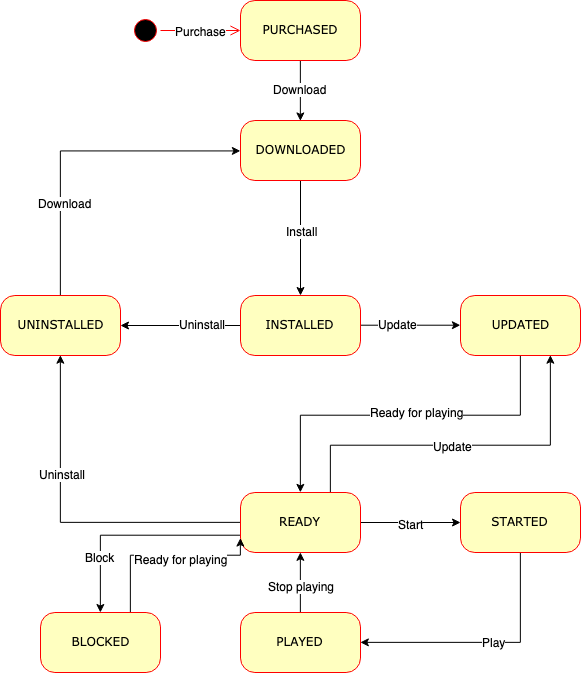 Purchase
PURCHASED
Download
DOWNLOADED
Download
Install
UNINSTALLED
Uninstall
INSTALLED
Update
UPDATED
Ready for playing
Update
Uninstall
READY
Start
STARTED
Block
Ready for playing
Stop playing
BLOCKED
PLAYED
Play